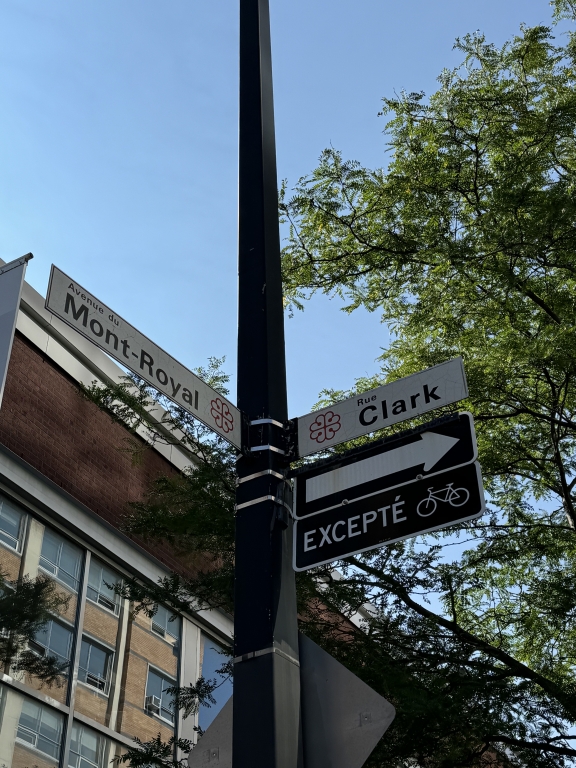 Avenue du
Mont-Royal
Rue
Clark
EXCEPTÉ